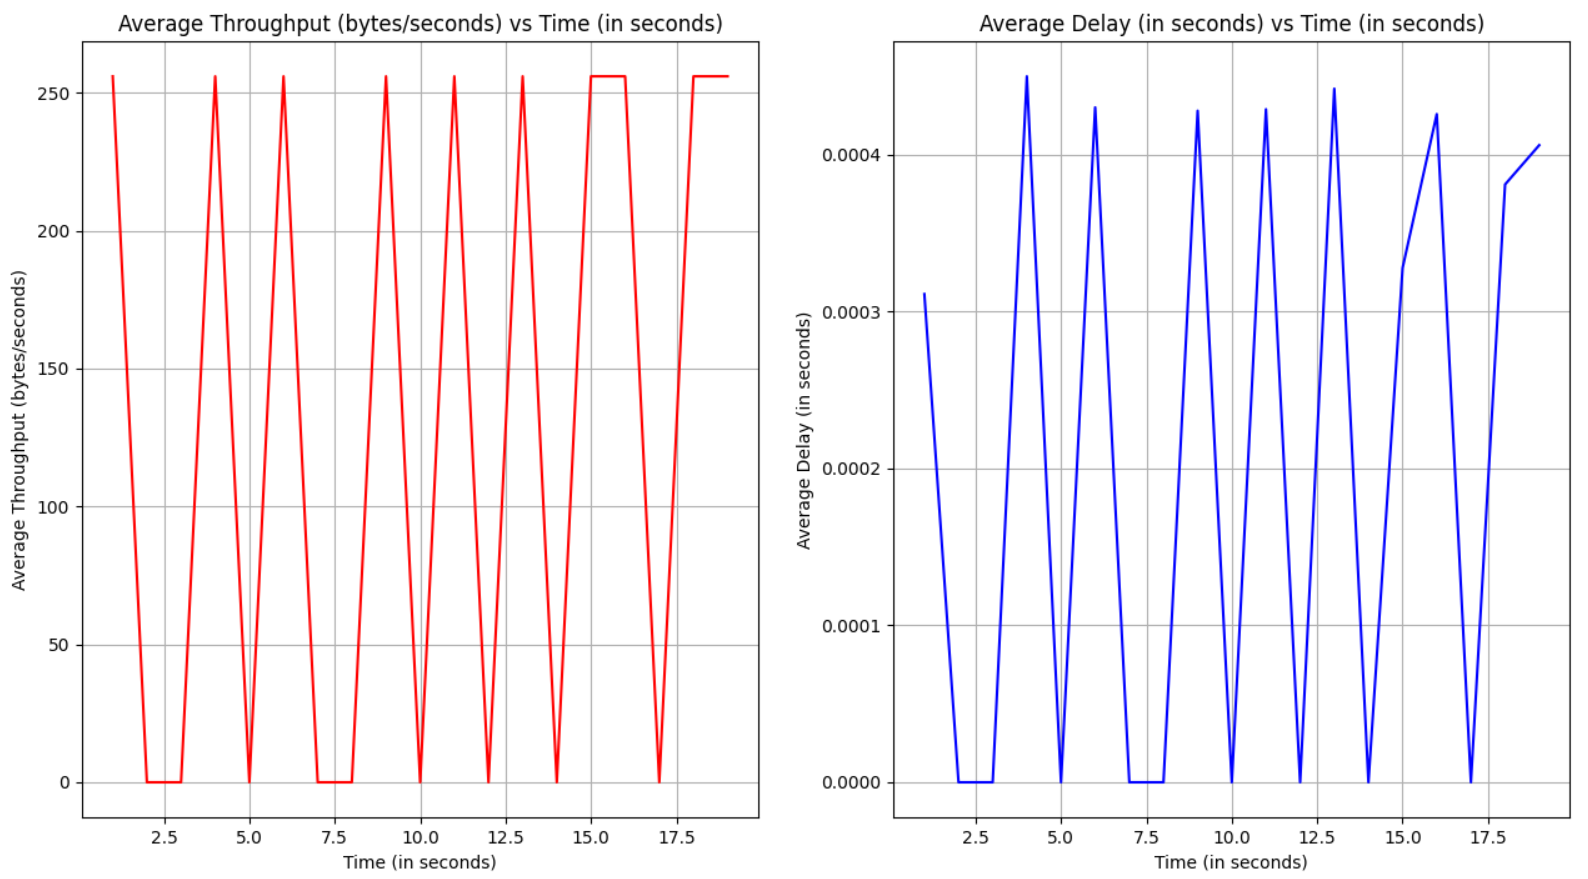 Average Throughput (bytes/seconds) vs Time (in seconds)
Average Throughput (bytes/seconds)
250
200
150
100
50
0
2.5 5.0 7.5 10.0 12.5 15.0 17.5
Time (in seconds)
Average Delay (in seconds) vs Time (in seconds)
Average Delay (in seconds)
0.0004
0.0003
0.0002
0.0001
0.0000
2.5 5.0 7.5 10.0 12.5 15.0 17.5
Time (in seconds)